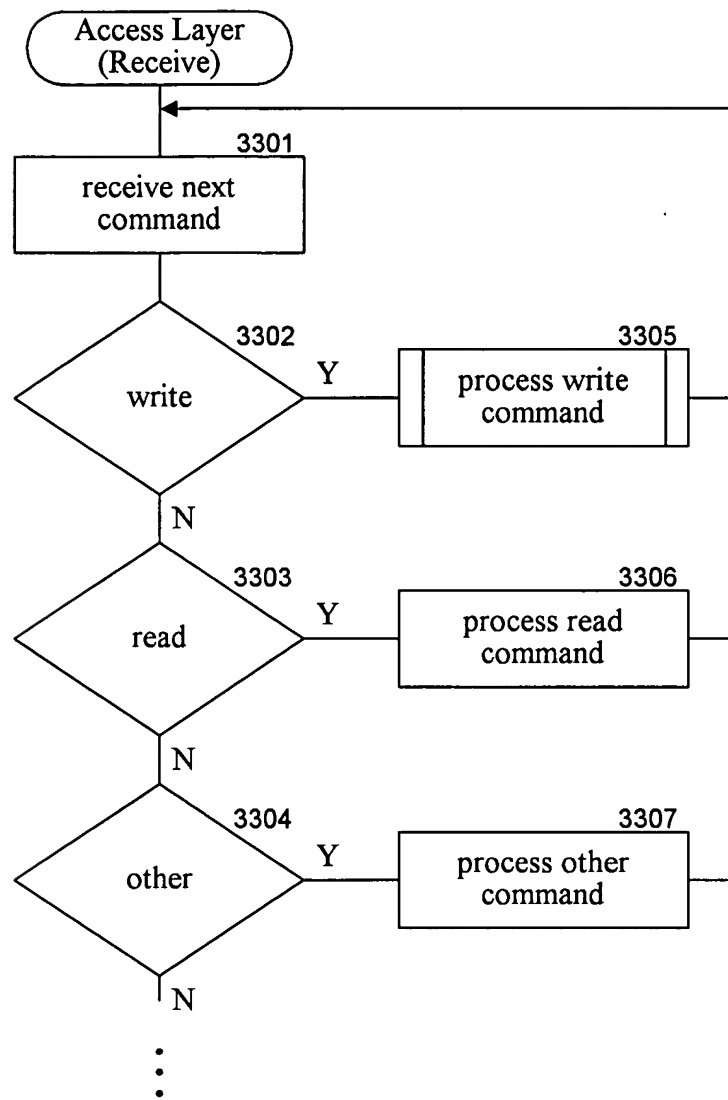 Access Layer
(Receive)
3301
receive next
command
3302
write
Y
3305
process write
command
N
3303
read
Y
3306
process read
command
N
3304
other
Y
3307
process other
command
N